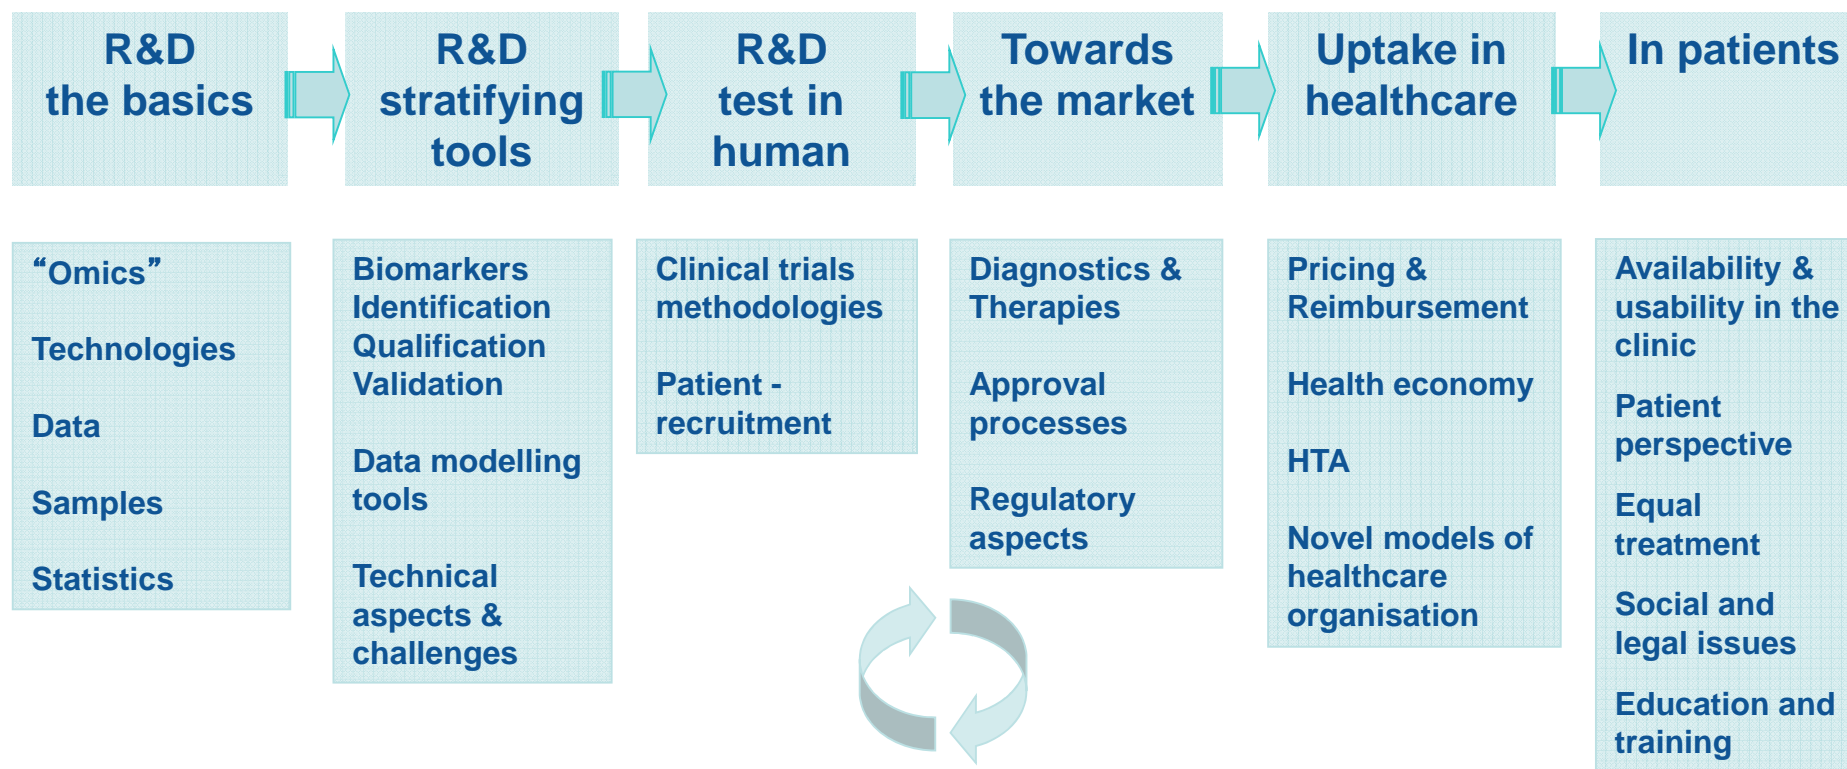 R&D
the basics
R&D
stratifying
tools
R&D
test in
human
Towards
the market
Uptake in
healthcare
In patients
“Omics”
Technologies
Data
Samples
Statistics
Biomarkers
Identification
Qualification
Validation
Data modelling
tools
Technical
aspects &
challenges
Clinical trials
methodologies
Patient -
recruitment
Diagnostics &
Therapies
Approval
processes
Regulatory
aspects
Pricing &
Reimbursement
Health economy
HTA
Novel models of
healthcare
organisation
Availability &
usability in the
clinic
Patient
perspective
Equal
treatment
Social and
legal issues
Education and
training